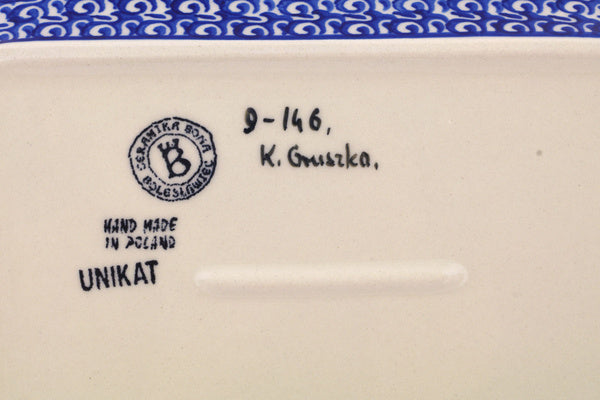 9-146,
K. Gruszka.
CERAMIKA BONA
B
BOLESŁAWIEC
HAND MADE
IN POLAND
UNIKAT